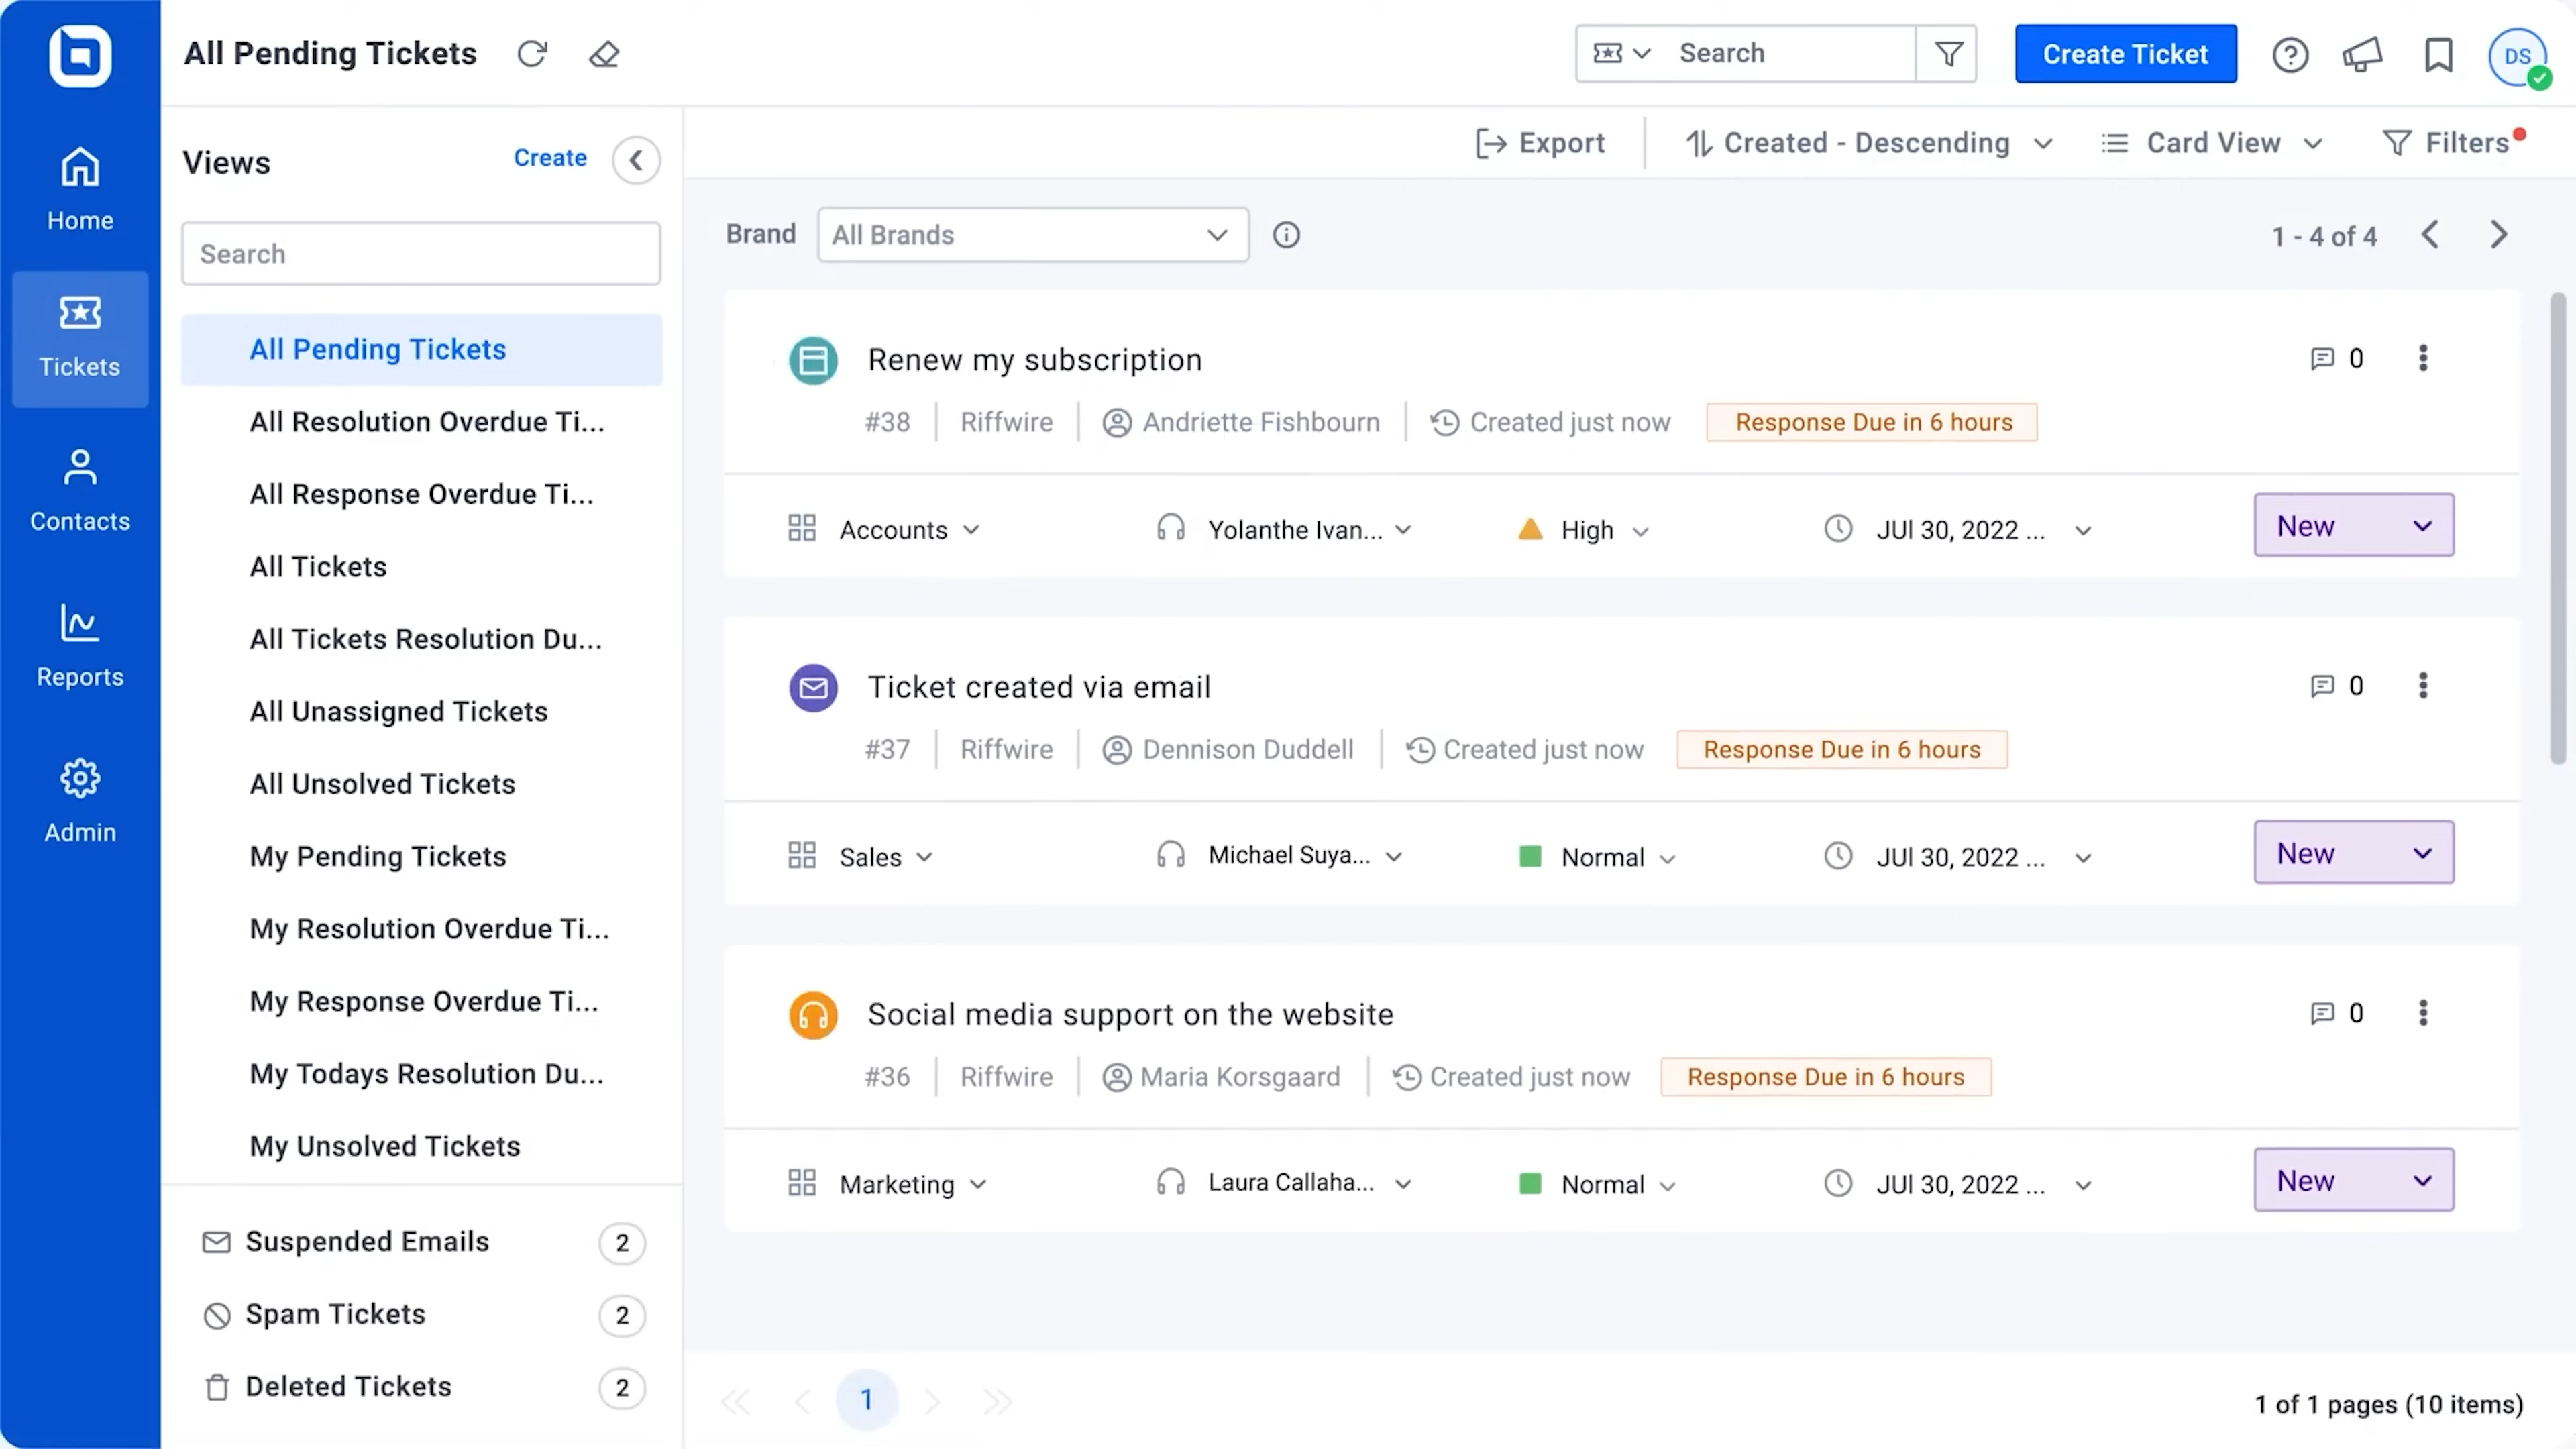 All Pending Tickets
Search
Create Ticket
DS
Home
Tickets
Contacts
Reports
Admin
Views
Create
Search
All Pending Tickets
All Resolution Overdue Ti...
All Response Overdue Ti...
All Tickets
All Tickets Resolution Du...
All Unassigned Tickets
All Unsolved Tickets
My Pending Tickets
My Resolution Overdue Ti...
My Response Overdue Ti...
My Todays Resolution Du...
My Unsolved Tickets
Suspended Emails 2
Spam Tickets 2
Deleted Tickets 2
Export Created - Descending Card View Filters
Brand All Brands 1 - 4 of 4
Renew my subscription 0
#38 Riffwire Andriette Fishbourn Created just now Response Due in 6 hours
Accounts Yolanthe Ivan... High JUl 30, 2022 ... New
Ticket created via email 0
#37 Riffwire Dennison Duddell Created just now Response Due in 6 hours
Sales Michael Suya... Normal JUl 30, 2022 ... New
Social media support on the website 0
#36 Riffwire Maria Korsgaard Created just now Response Due in 6 hours
Marketing Laura Callaha... Normal JUl 30, 2022 ... New
1 1 of 1 pages (10 items)